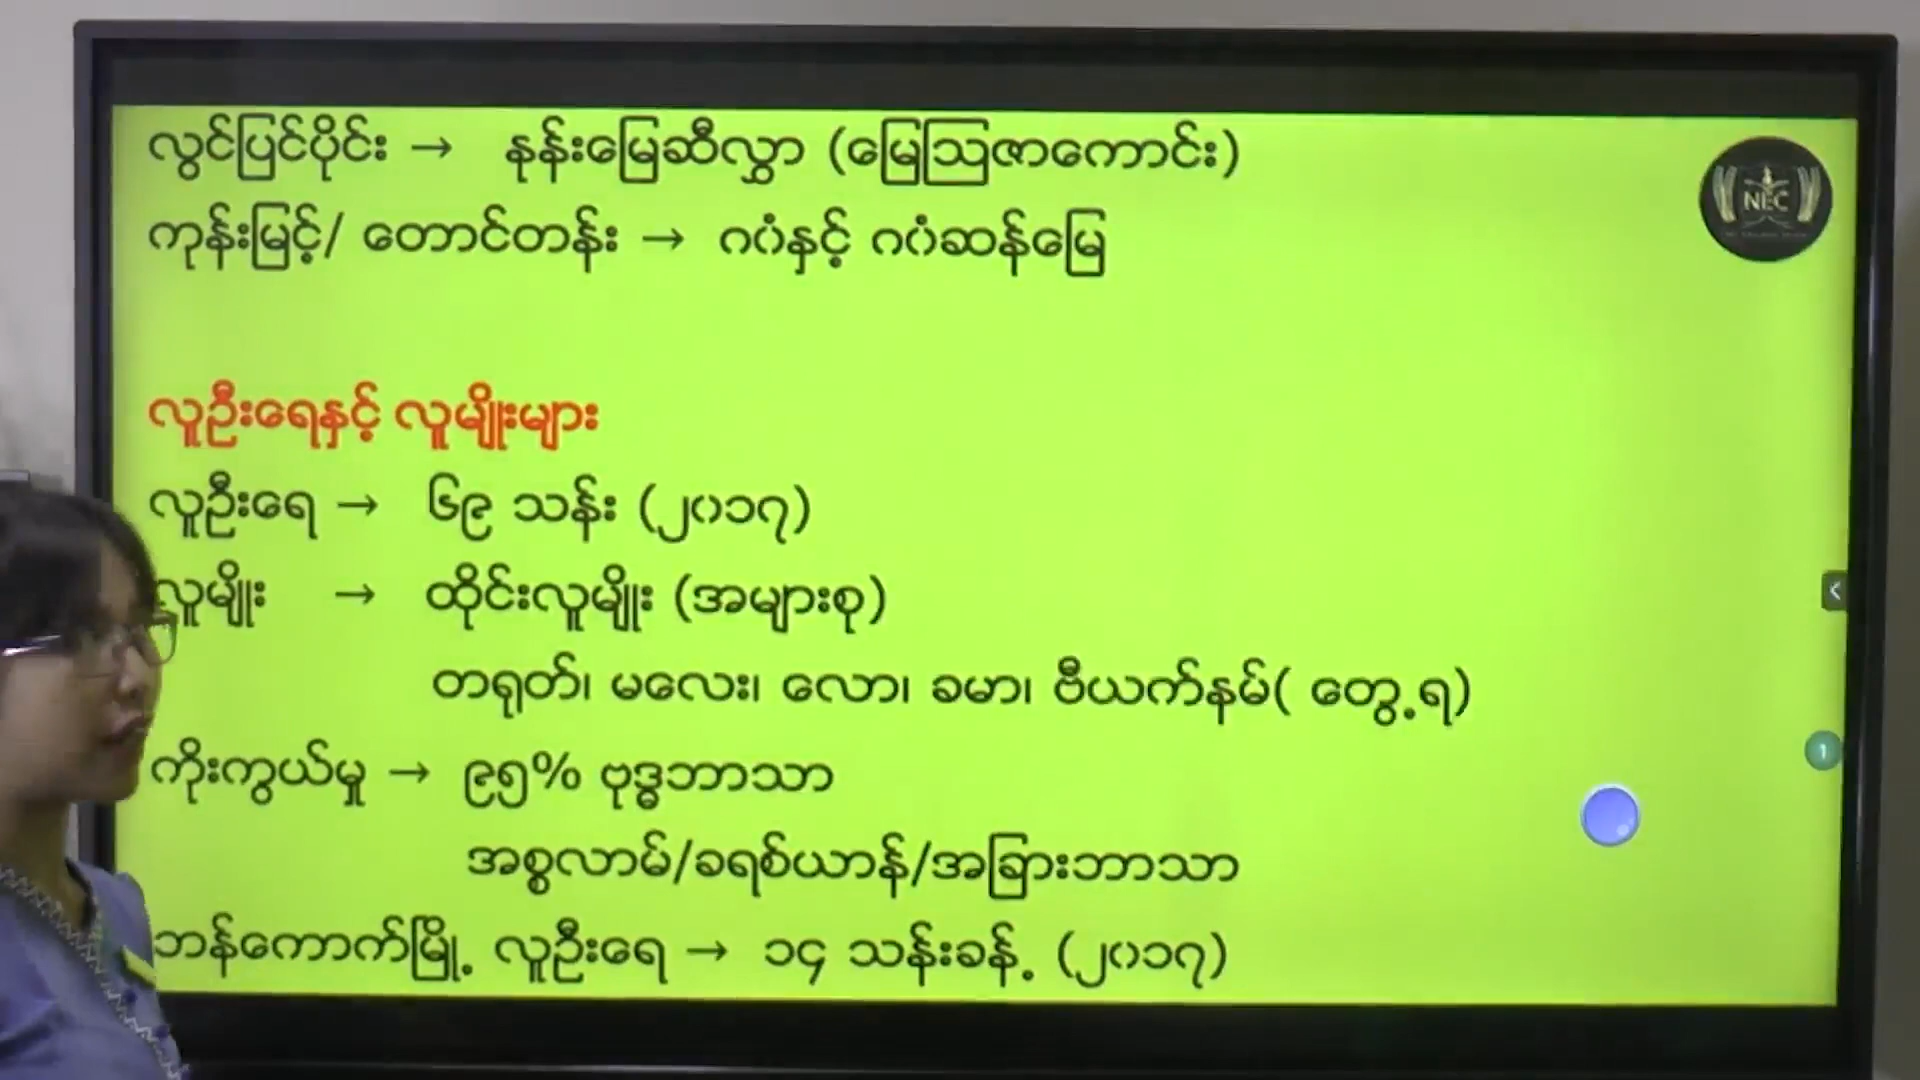 လွင်ပြင်ပိုင်း → နုန်းမြေဆီလွှာ (မြေဩဇာကောင်း)
ကုန်းမြင့်/ တောင်တန်း → ဂဝံနှင့် ဂဝံဆန်မြေ
NEC
လူဦးရေနှင့် လူမျိုးများ
လူဦးရေ → ၆၉ သန်း (၂၀၁၇)
လူမျိုး → ထိုင်းလူမျိုး (အများစု)
တရုတ်၊ မလေး၊ လော၊ ခမာ၊ ဗီယက်နမ်( တွေ့ရ)
ကိုးကွယ်မှု → ၉၅% ဗုဒ္ဓဘာသာ
အစ္စလာမ်/ခရစ်ယာန်/အခြားဘာသာ
ဘန်ကောက်မြို့ လူဦးရေ → ၁၄ သန်းခန့် (၂၀၁၇)
1